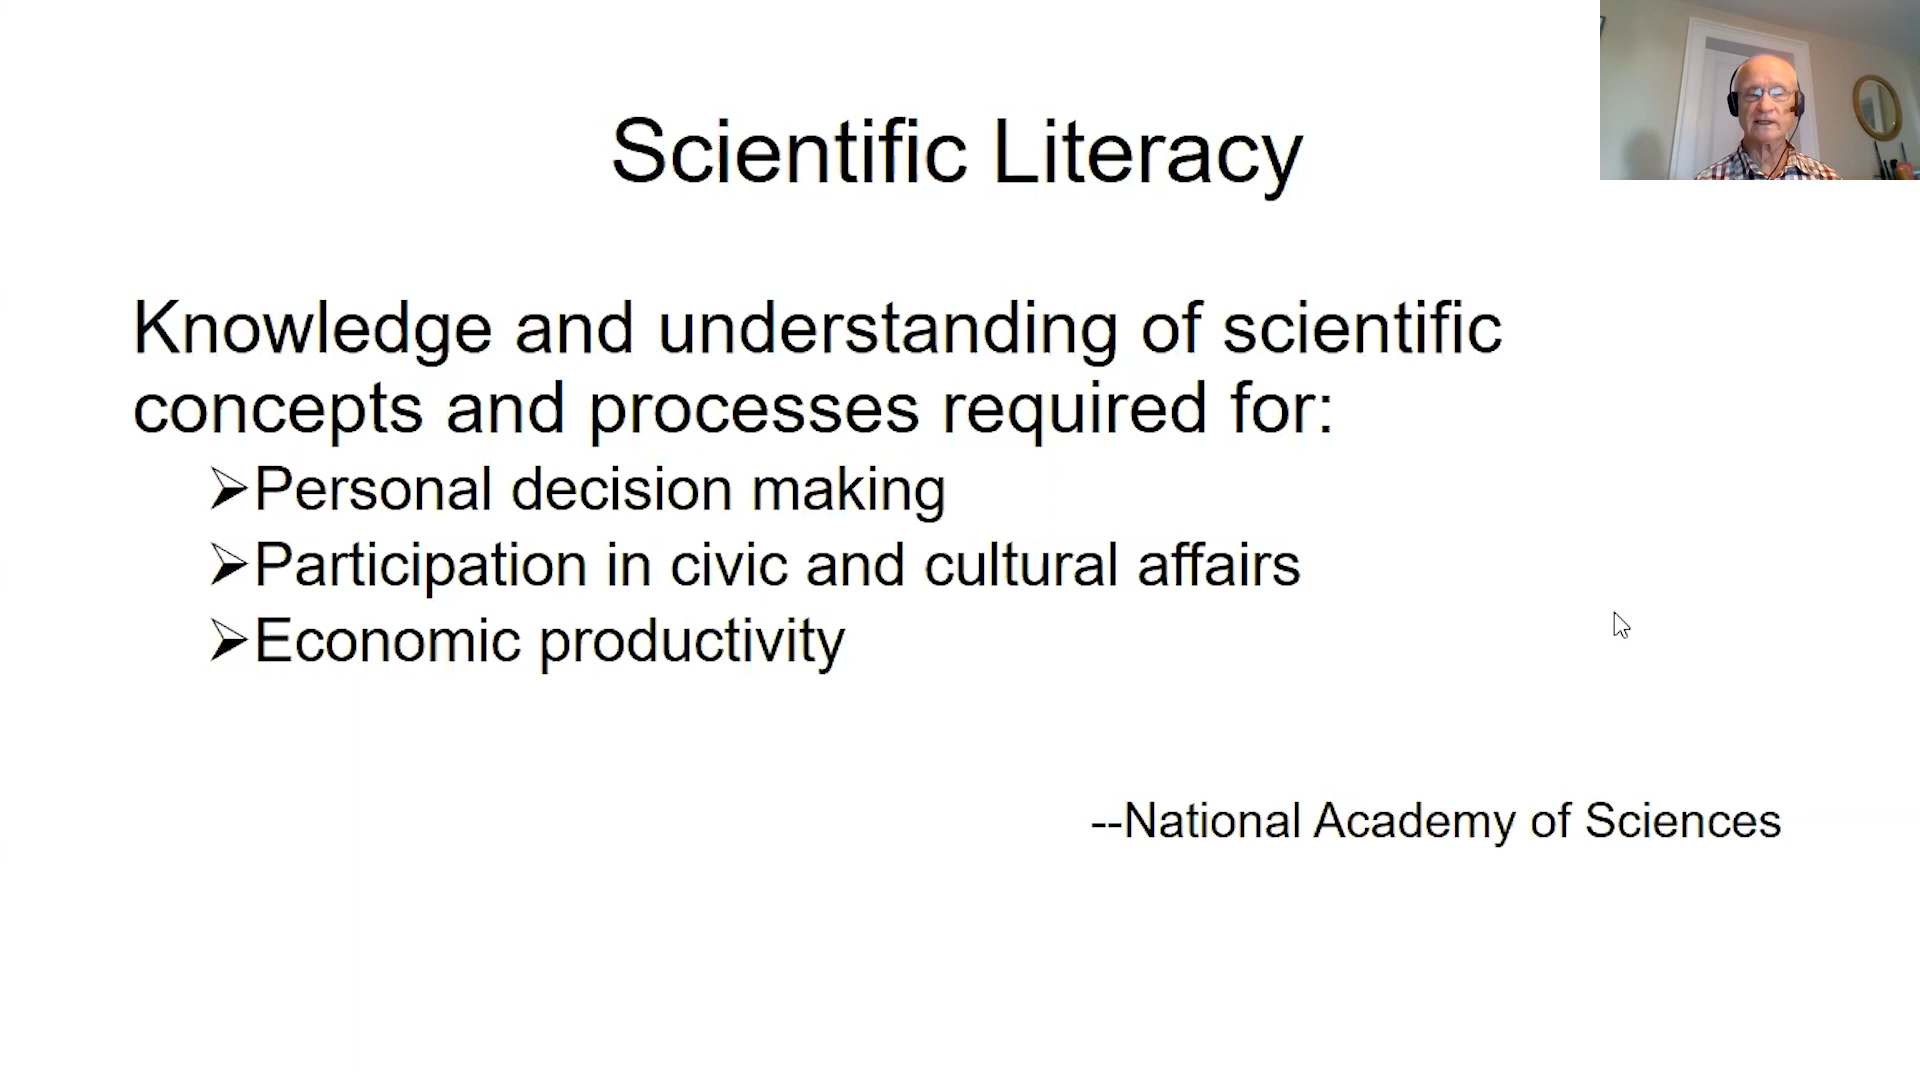 Scientific Literacy
Knowledge and understanding of scientific
concepts and processes required for:
➢Personal decision making
➢Participation in civic and cultural affairs
➢Economic productivity
--National Academy of Sciences